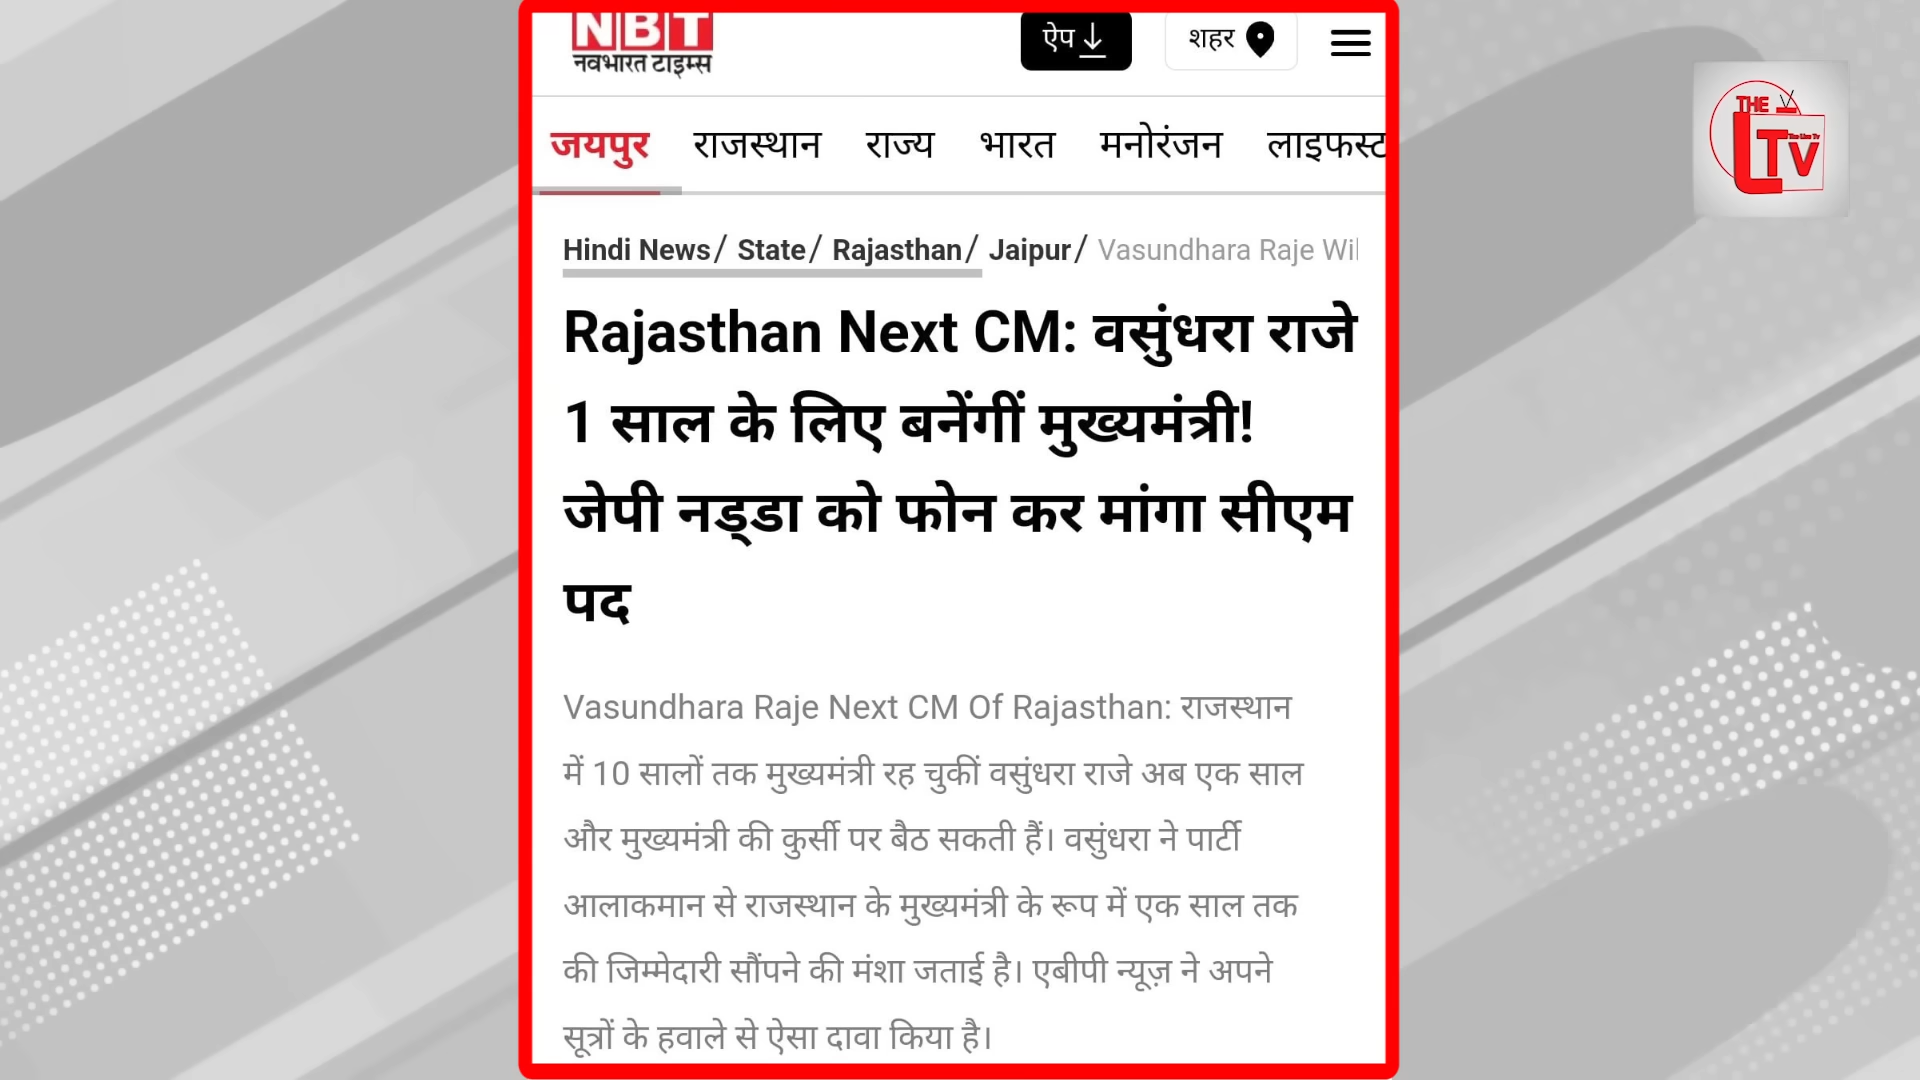 NBT
नवभारत टाइम्स
ऐप
शहर
जयपुर राजस्थान राज्य भारत मनोरंजन लाइफस्ट
Hindi News / State / Rajasthan / Jaipur / Vasundhara Raje Wil
Rajasthan Next CM: वसुंधरा राजे
1 साल के लिए बनेंगीं मुख्यमंत्री!
जेपी नड्डा को फोन कर मांगा सीएम
पद
Vasundhara Raje Next CM Of Rajasthan: राजस्थान
में 10 सालों तक मुख्यमंत्री रह चुकीं वसुंधरा राजे अब एक साल
और मुख्यमंत्री की कुर्सी पर बैठ सकती हैं। वसुंधरा ने पार्टी
आलाकमान से राजस्थान के मुख्यमंत्री के रूप में एक साल तक
की जिम्मेदारी सौंपने की मंशा जताई है। एबीपी न्यूज़ ने अपने
सूत्रों के हवाले से ऐसा दावा किया है।
THE
The Live Tv
LTV